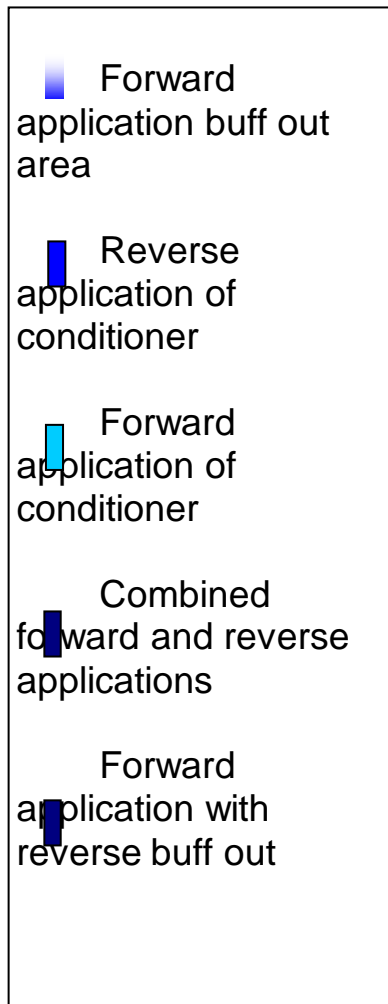 Forward
application buff out
area
Reverse
application of
conditioner
Forward
application of
conditioner
Combined
forward and reverse
applications
Forward
application with
reverse buff out